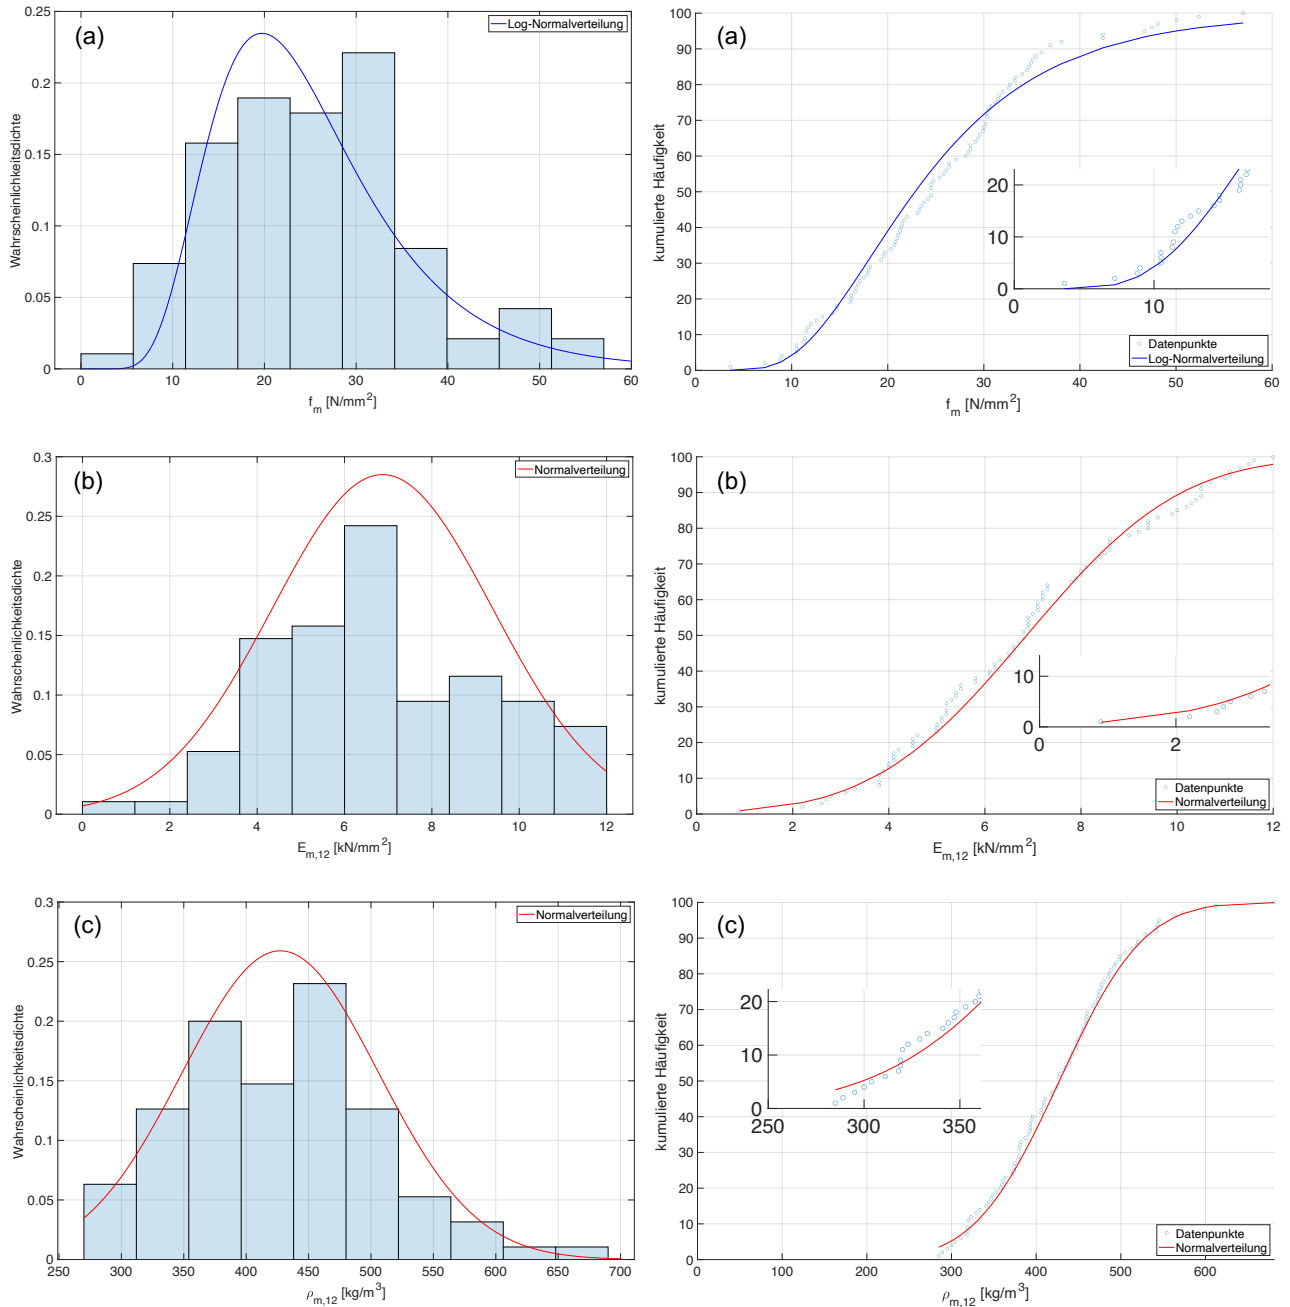 (a)
Log-Normalverteilung
Wahrscheinlichkeitsdichte
0.25
0.2
0.15
0.1
0.05
0
0 10 20 30 40 50 60
f_m [N/mm²]
(a)
kumulierte Häufigkeit
100
90
80
70
60
50
40
30
20
10
0
20
10
0
0 10
Datenpunkte
Log-Normalverteilung
0 10 20 30 40 50 60
f_m [N/mm²]
(b)
Normalverteilung
Wahrscheinlichkeitsdichte
0.3
0.25
0.2
0.15
0.1
0.05
0
0 2 4 6 8 10 12
E_m,12 [kN/mm²]
(b)
kumulierte Häufigkeit
100
90
80
70
60
50
40
30
20
10
0
10
0
0 2
Datenpunkte
Normalverteilung
0 2 4 6 8 10 12
E_m,12 [kN/mm²]
(c)
Normalverteilung
Wahrscheinlichkeitsdichte
0.3
0.25
0.2
0.15
0.1
0.05
0
250 300 350 400 450 500 550 600 650 700
ρ_m,12 [kg/m³]
(c)
kumulierte Häufigkeit
100
90
80
70
60
50
40
30
20
10
0
20
10
0
250 300 350
Datenpunkte
Normalverteilung
0 100 200 300 400 500 600
ρ_m,12 [kg/m³]